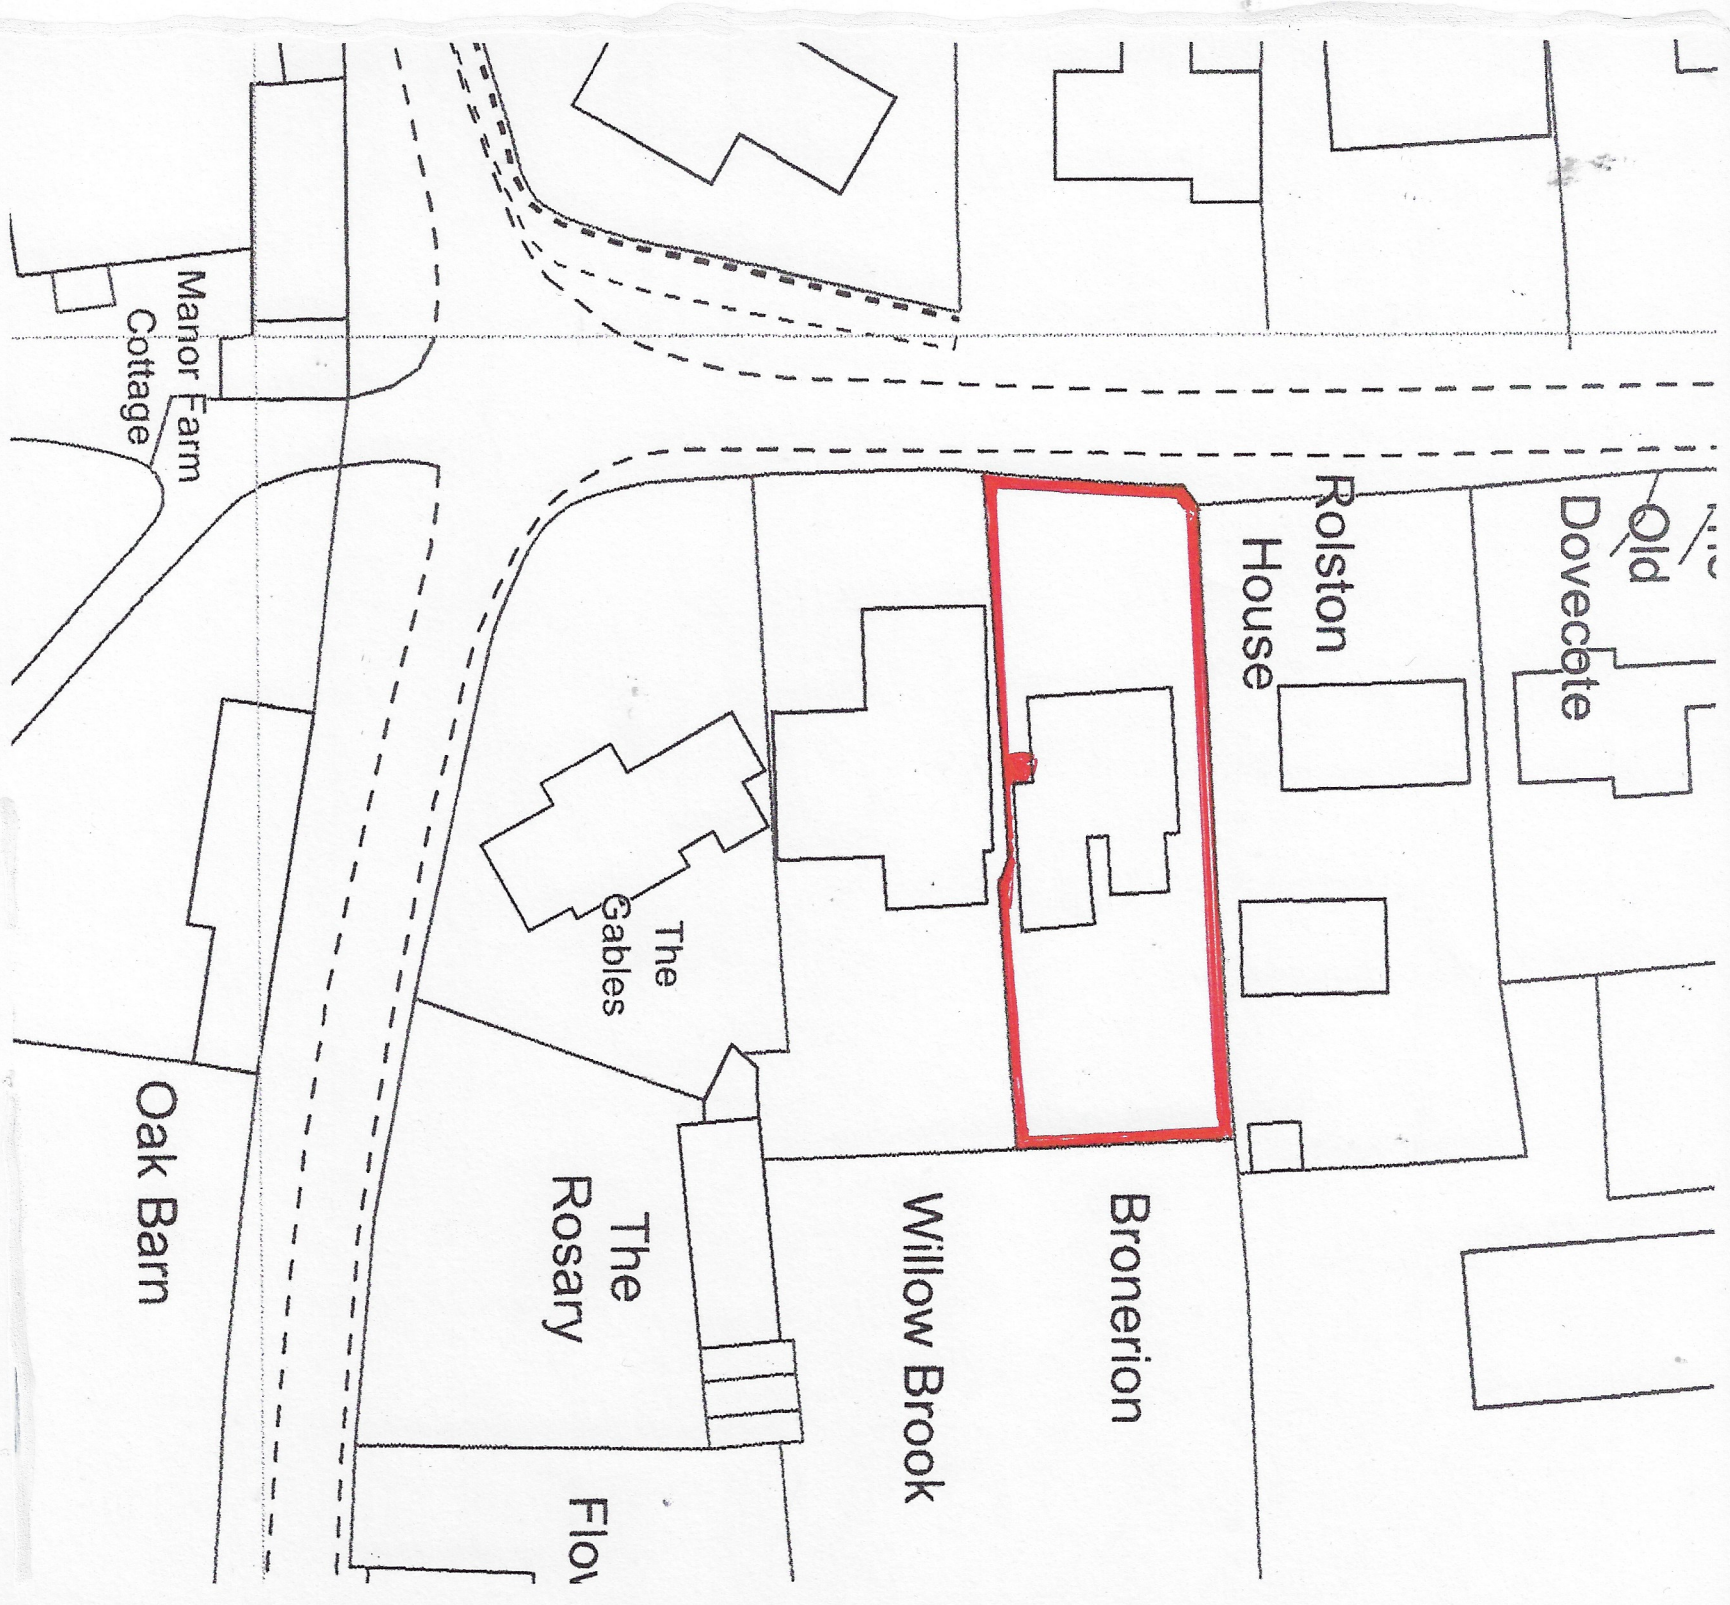 Manor Farm
Cottage
Rolston
House
Old
Dovecote
The
Gables
Oak Barn
The
Rosary
Willow Brook
Bronerion